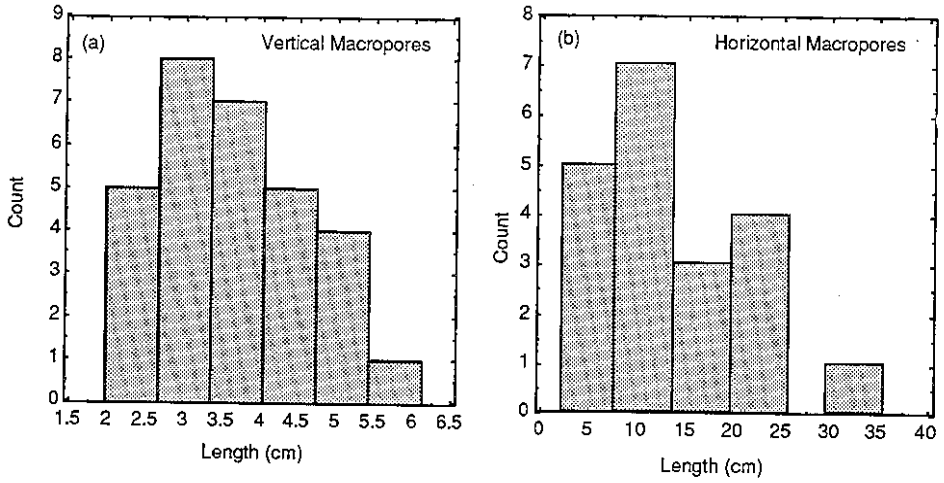 (a) Vertical Macropores
9
8
7
6
5
4
3
2
1
0
Count
1.5 2 2.5 3 3.5 4 4.5 5 5.5 6 6.5
Length (cm)
(b) Horizontal Macropores
8
7
6
5
4
3
2
1
0
Count
0 5 10 15 20 25 30 35 40
Length (cm)